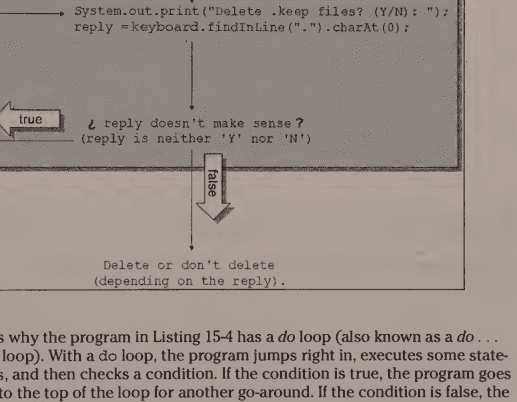 System.out.print("Delete .keep files? (Y/N): ");
reply =keyboard.findInLine(".").charAt(0);
true
¿ reply doesn't make sense ?
(reply is neither 'Y' nor 'N')
false
Delete or don't delete
(depending on the reply).
s why the program in Listing 15-4 has a do loop (also known as a do . . .
loop). With a do loop, the program jumps right in, executes some state-
s, and then checks a condition. If the condition is true, the program goes
to the top of the loop for another go-around. If the condition is false, the